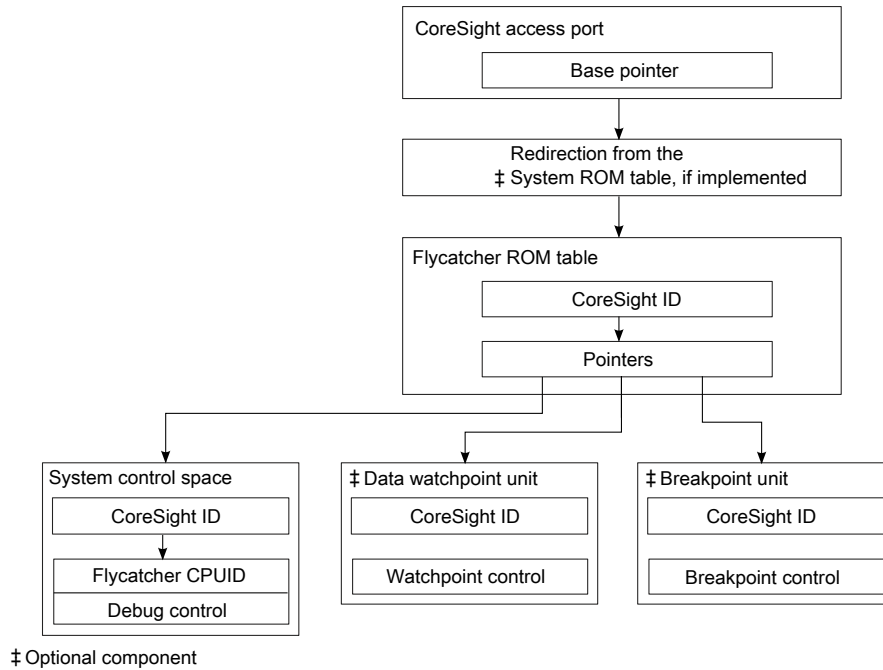 CoreSight access port
Base pointer
Redirection from the
‡ System ROM table, if implemented
Flycatcher ROM table
CoreSight ID
Pointers
System control space
CoreSight ID
Flycatcher CPUID
Debug control
‡ Data watchpoint unit
CoreSight ID
Watchpoint control
‡ Breakpoint unit
CoreSight ID
Breakpoint control
‡ Optional component